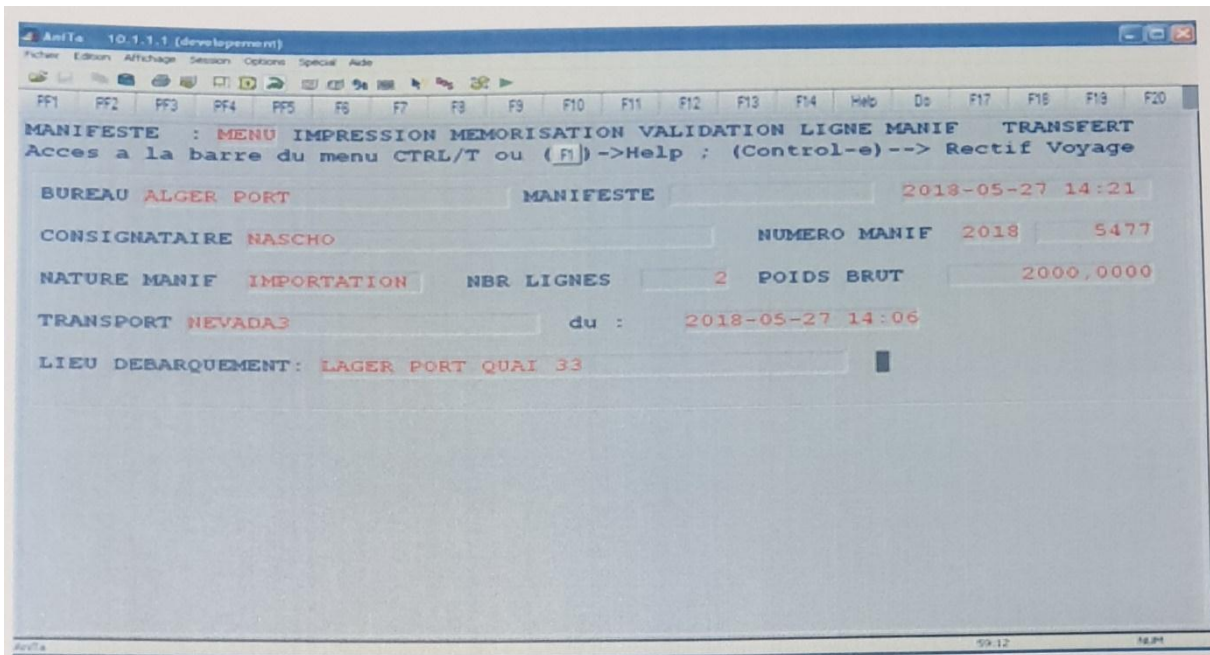 AniTa 10.1.1.1 (developement)
Fichier Edition Affichage Session Options Spécial Aide
PF1 PF2 PF3 PF4 PF5 F6 F7 F8 F9 F10 F11 F12 F13 F14 Help Do F17 F18 F19 F20
MANIFESTE : MENU IMPRESSION MEMORISATION VALIDATION LIGNE MANIF TRANSFERT
Acces a la barre du menu CTRL/T ou ( F1 )->Help ; (Control-e)--> Rectif Voyage
BUREAU ALGER PORT MANIFESTE 2018-05-27 14:21
CONSIGNATAIRE NASCHO NUMERO MANIF 2018 5477
NATURE MANIF IMPORTATION NBR LIGNES 2 POIDS BRUT 2000,0000
TRANSPORT NEVADA3 du : 2018-05-27 14:06
LIEU DEBARQUEMENT: LAGER PORT QUAI 33
AniTa 59:12 NUM